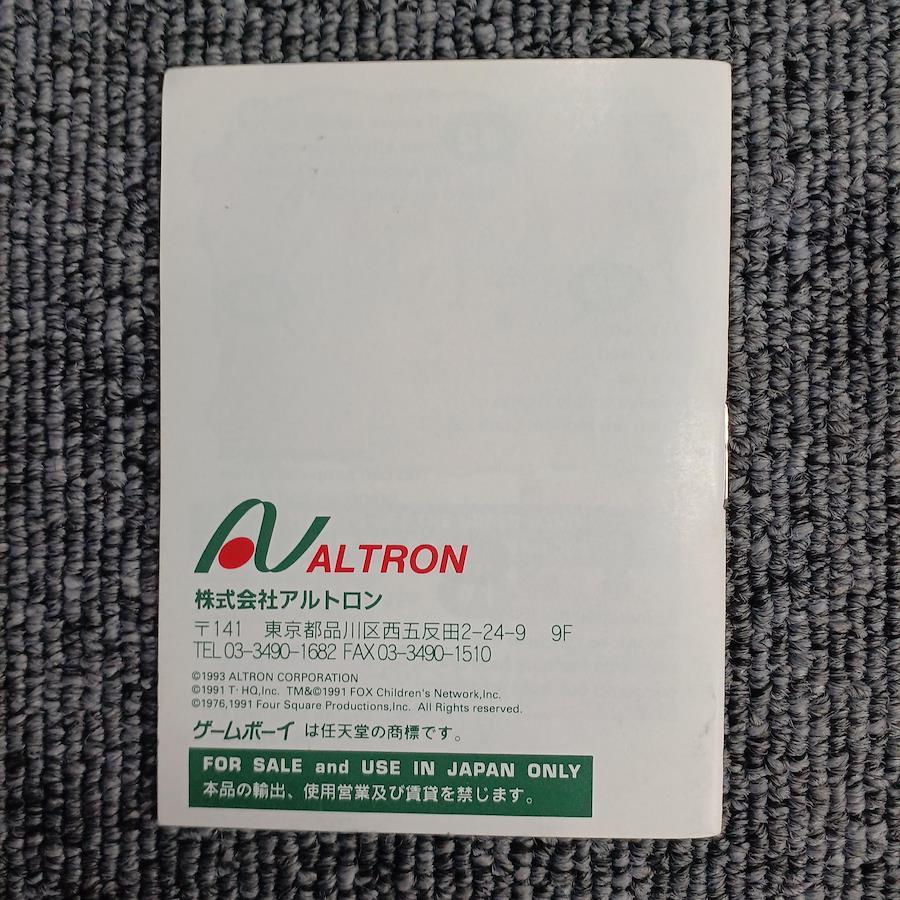 ALTRON
株式会社アルトロン
〒141 東京都品川区西五反田2-24-9 9F
TEL 03-3490-1682 FAX 03-3490-1510
©1993 ALTRON CORPORATION
©1991 T·HQ,Inc. TM&©1991 FOX Children's Network,Inc.
©1976,1991 Four Square Productions,Inc. All Rights reserved.
ゲームボーイ は任天堂の商標です。
FOR SALE and USE IN JAPAN ONLY
本品の輸出、使用営業及び賃貸を禁じます。